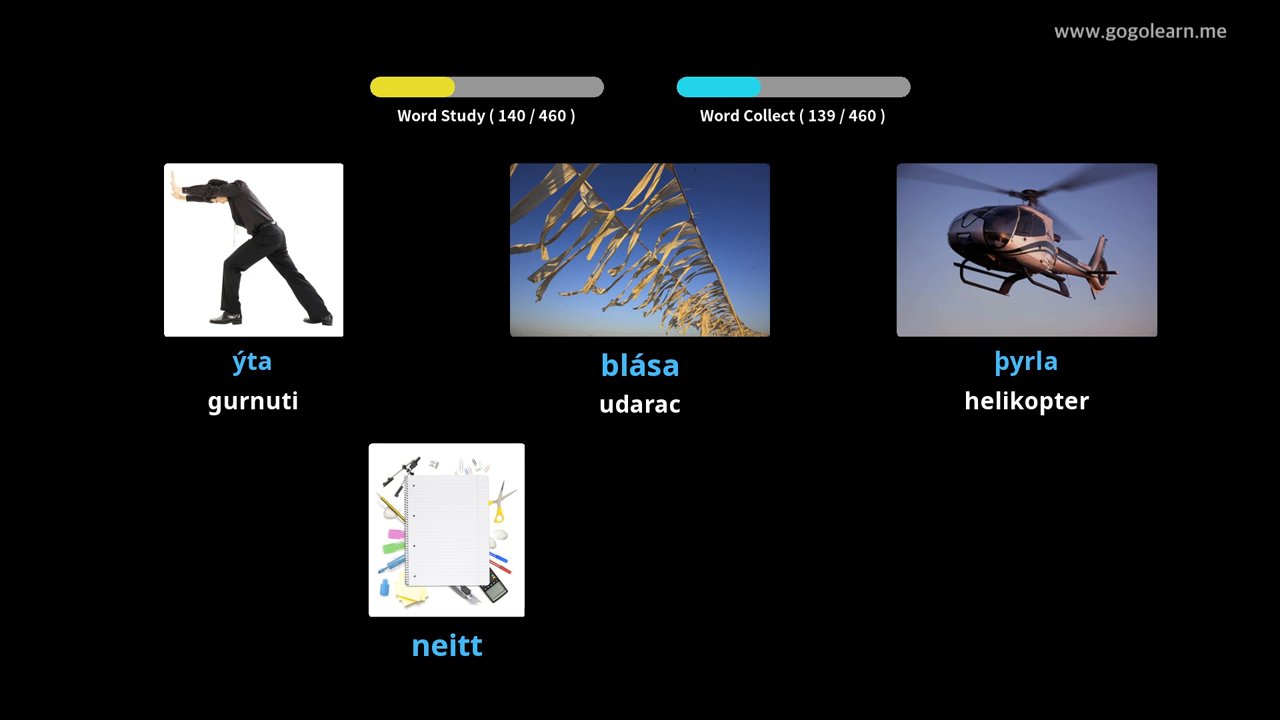 www.gogolearn.me
Word Study ( 140 / 460 )
Word Collect ( 139 / 460 )
ýta
blása
þyrla
gurnuti
udarac
helikopter
neitt